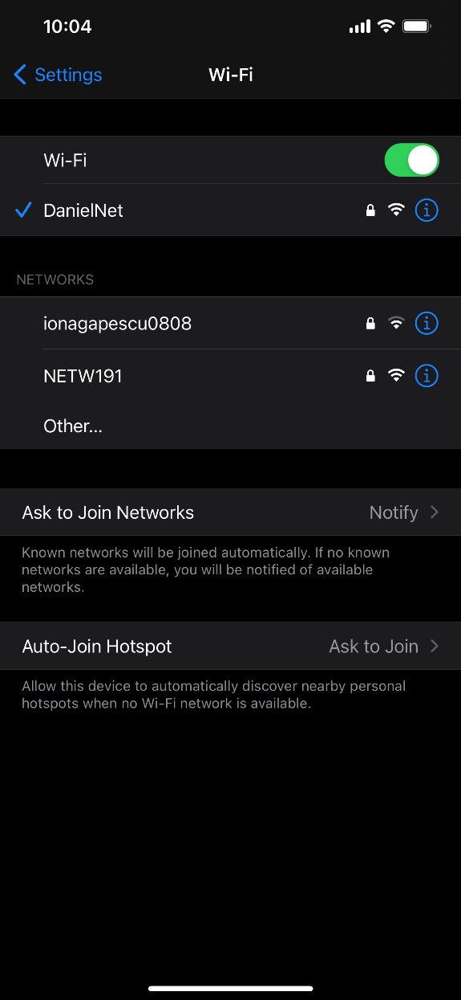 10:04
Settings
Wi-Fi
Wi-Fi
DanielNet
NETWORKS
ionagapescu0808
NETW191
Other...
Ask to Join Networks Notify
Known networks will be joined automatically. If no known
networks are available, you will be notified of available
networks.
Auto-Join Hotspot Ask to Join
Allow this device to automatically discover nearby personal
hotspots when no Wi-Fi network is available.